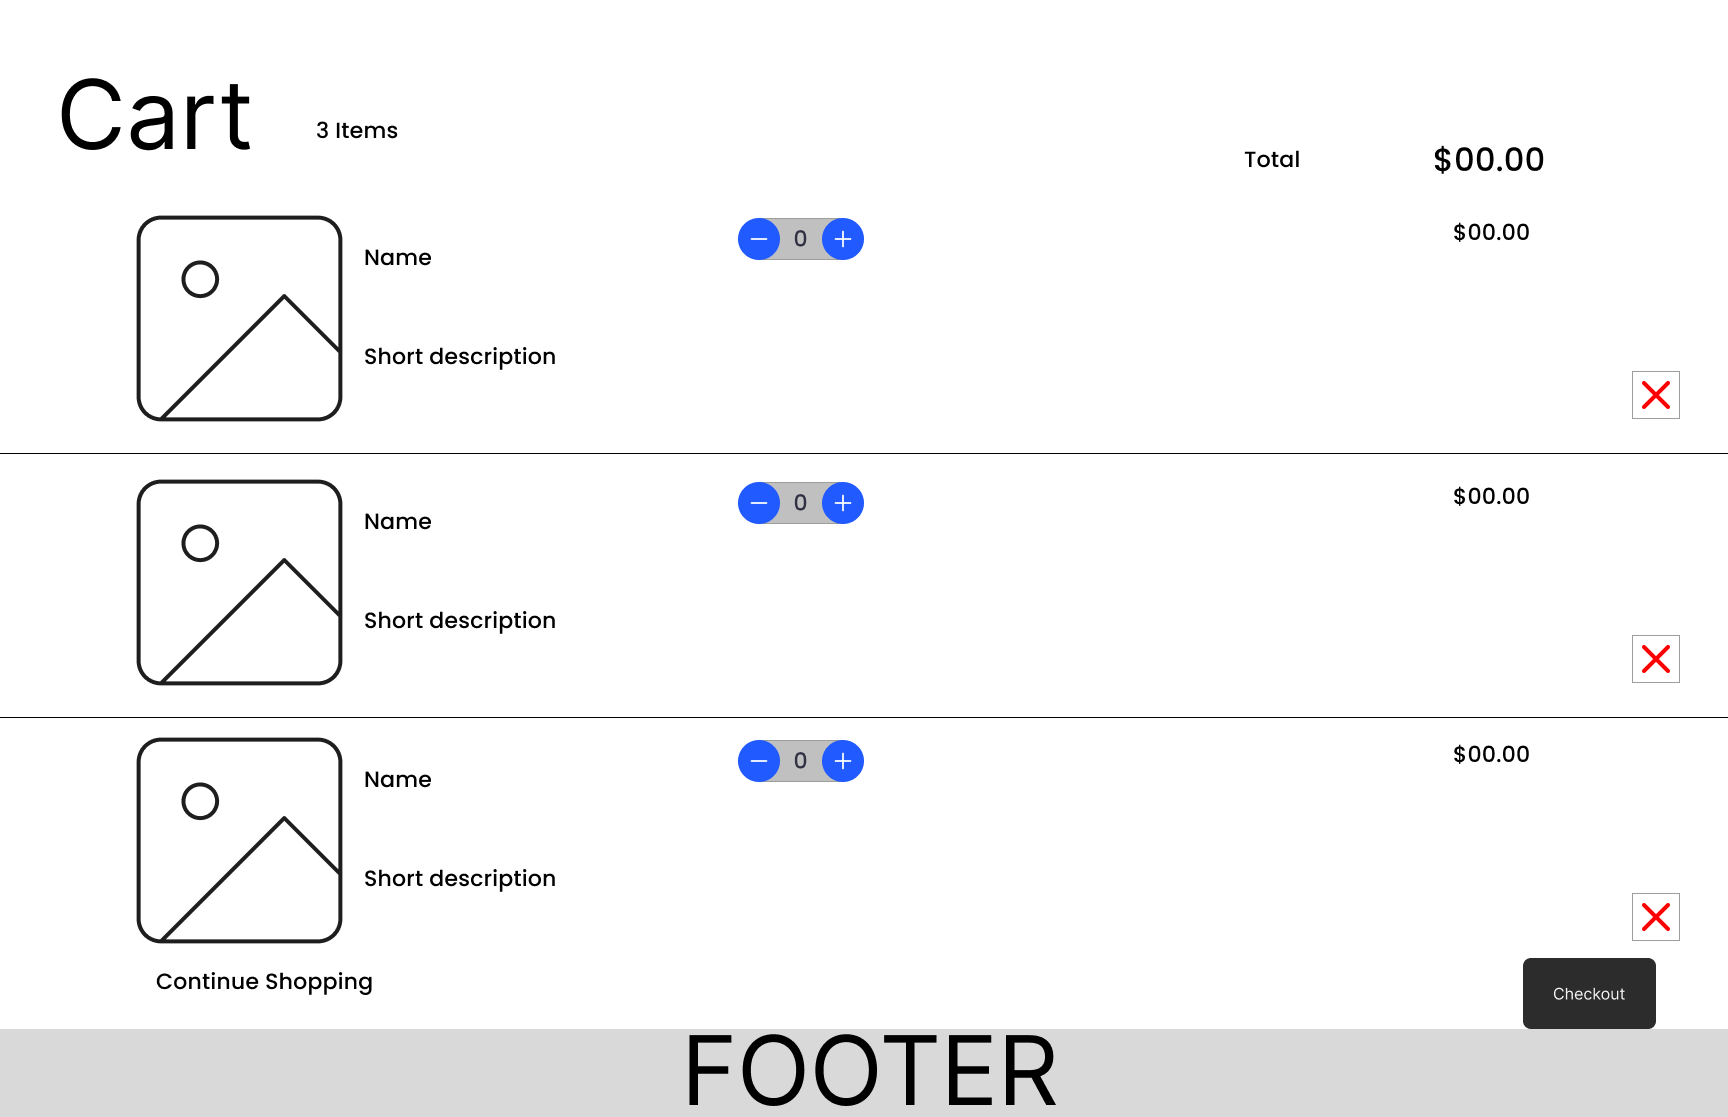 Cart
3 Items
Total
$00.00
Name
0
$00.00
Short description
Name
0
$00.00
Short description
Name
0
$00.00
Short description
Continue Shopping
Checkout
FOOTER